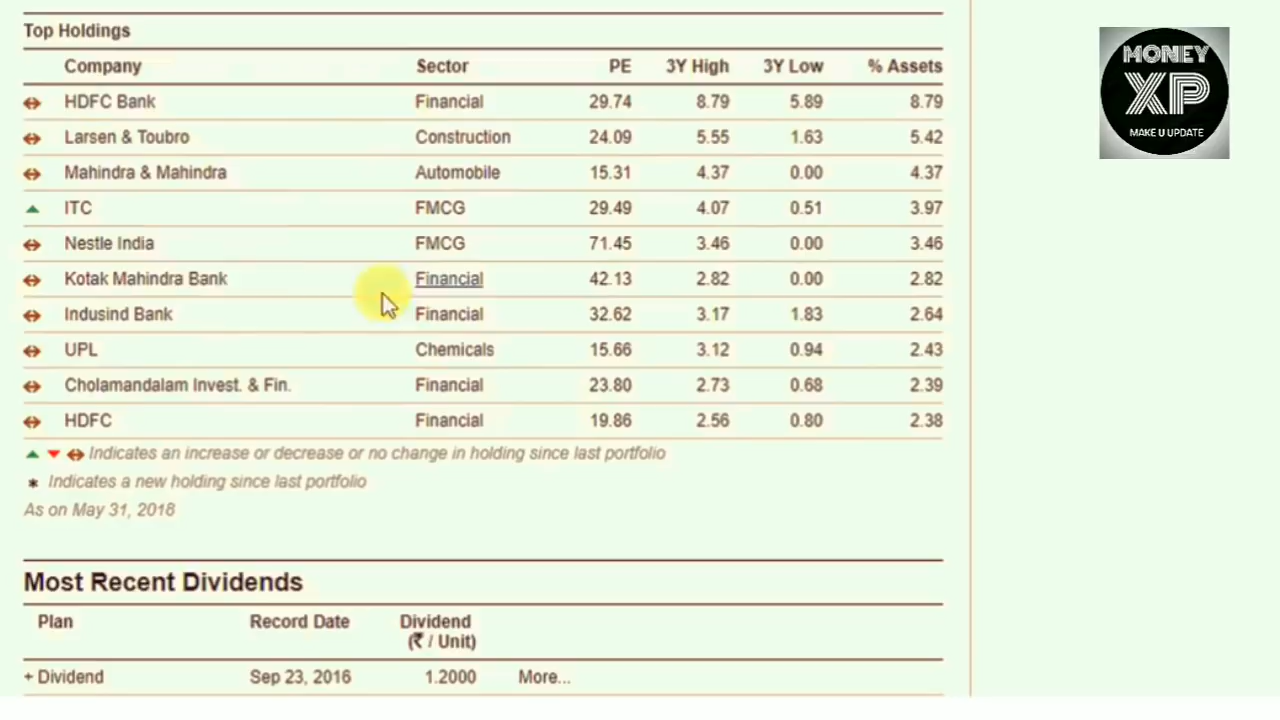 Top Holdings
Company Sector PE 3Y High 3Y Low % Assets
HDFC Bank Financial 29.74 8.79 5.89 8.79
Larsen & Toubro Construction 24.09 5.55 1.63 5.42
Mahindra & Mahindra Automobile 15.31 4.37 0.00 4.37
ITC FMCG 29.49 4.07 0.51 3.97
Nestle India FMCG 71.45 3.46 0.00 3.46
Kotak Mahindra Bank Financial 42.13 2.82 0.00 2.82
Indusind Bank Financial 32.62 3.17 1.83 2.64
UPL Chemicals 15.66 3.12 0.94 2.43
Cholamandalam Invest. & Fin. Financial 23.80 2.73 0.68 2.39
HDFC Financial 19.86 2.56 0.80 2.38
Indicates an increase or decrease or no change in holding since last portfolio
* Indicates a new holding since last portfolio
As on May 31, 2018
Most Recent Dividends
Plan Record Date Dividend
(₹ / Unit)
+ Dividend Sep 23, 2016 1.2000 More...
MONEY
XP
MAKE U UPDATE